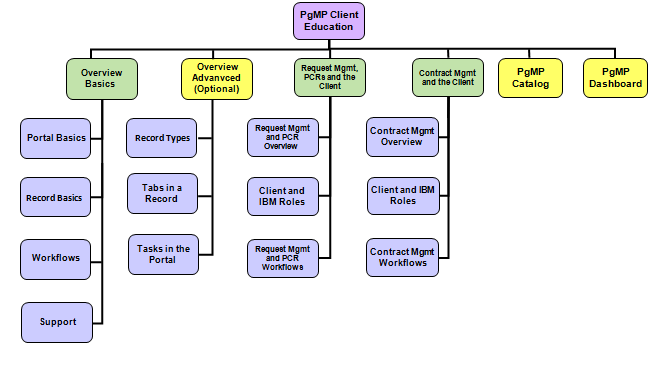 PgMP Client
Education
Overview
Basics
Overview
Advanvced
(Optional)
Request Mgmt,
PCRs and the
Client
Contract Mgmt
and the Client
PgMP
Catalog
PgMP
Dashboard
Portal Basics
Record Basics
Workflows
Support
Record Types
Tabs in a
Record
Tasks in the
Portal
Request Mgmt
and PCR
Overview
Client and
IBM Roles
Request Mgmt
and PCR
Workflows
Contract Mgmt
Overview
Client and IBM
Roles
Contract Mgmt
Workflows